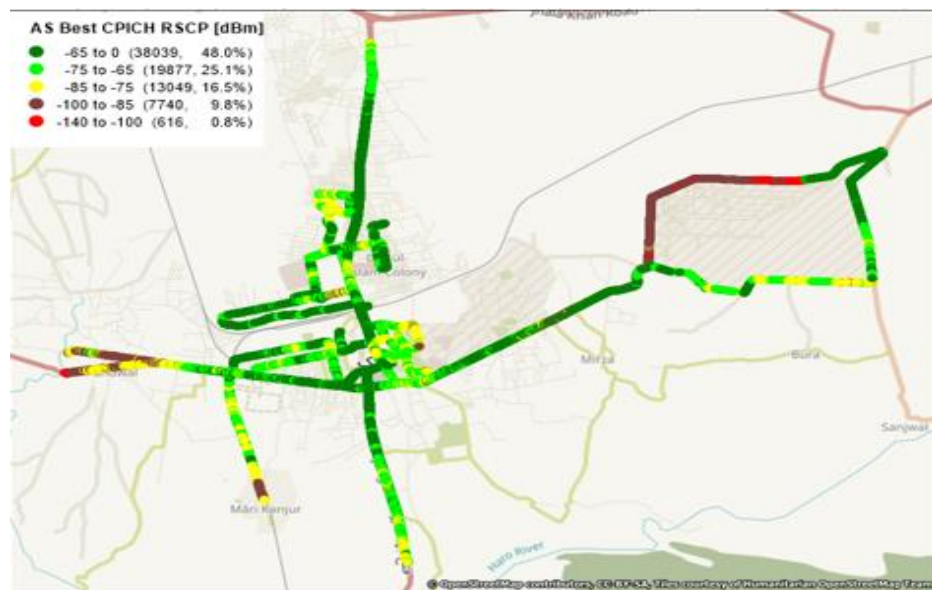 AS Best CPICH RSCP [dBm]
-65 to 0 (38039, 48.0%)
-75 to -65 (19877, 25.1%)
-85 to -75 (13049, 16.5%)
-100 to -85 (7740, 9.8%)
-140 to -100 (616, 0.8%)
Mirza
Bura
Sanjwal
Mari Kanjur
Haro River
© OpenStreetMap contributors, CC-BY-SA, Tiles courtesy of Humanitarian OpenStreetMap Team